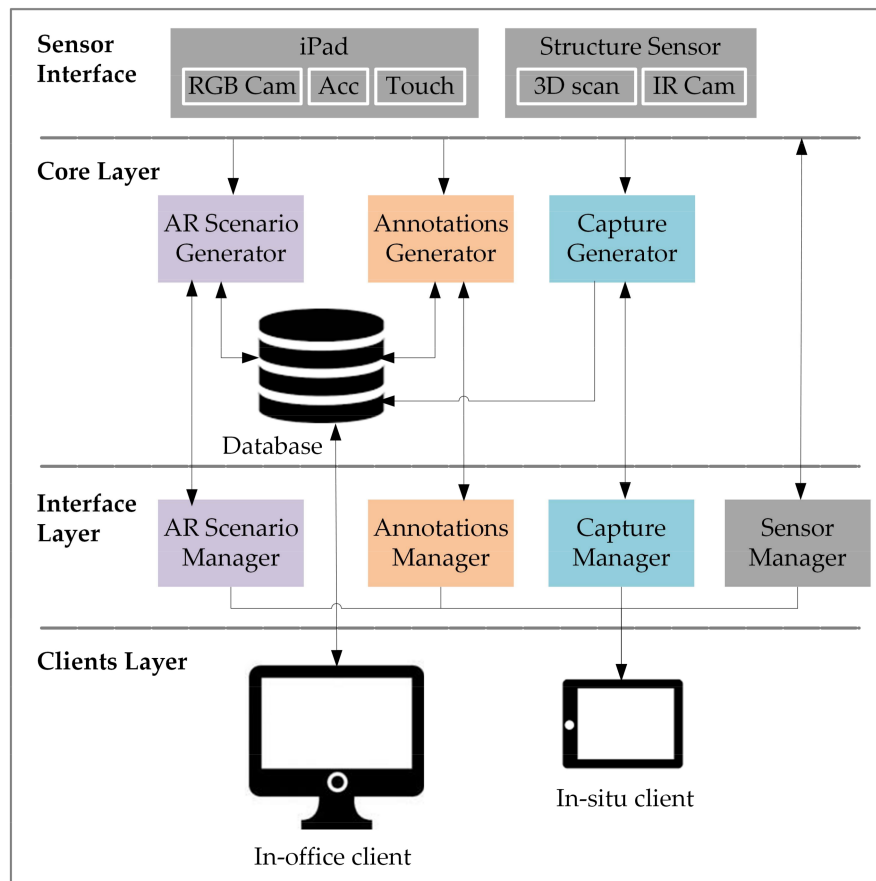 Sensor
Interface
iPad
RGB Cam
Acc
Touch
Structure Sensor
3D scan
IR Cam
Core Layer
AR Scenario
Generator
Annotations
Generator
Capture
Generator
Database
Interface
Layer
AR Scenario
Manager
Annotations
Manager
Capture
Manager
Sensor
Manager
Clients Layer
In-office client
In-situ client